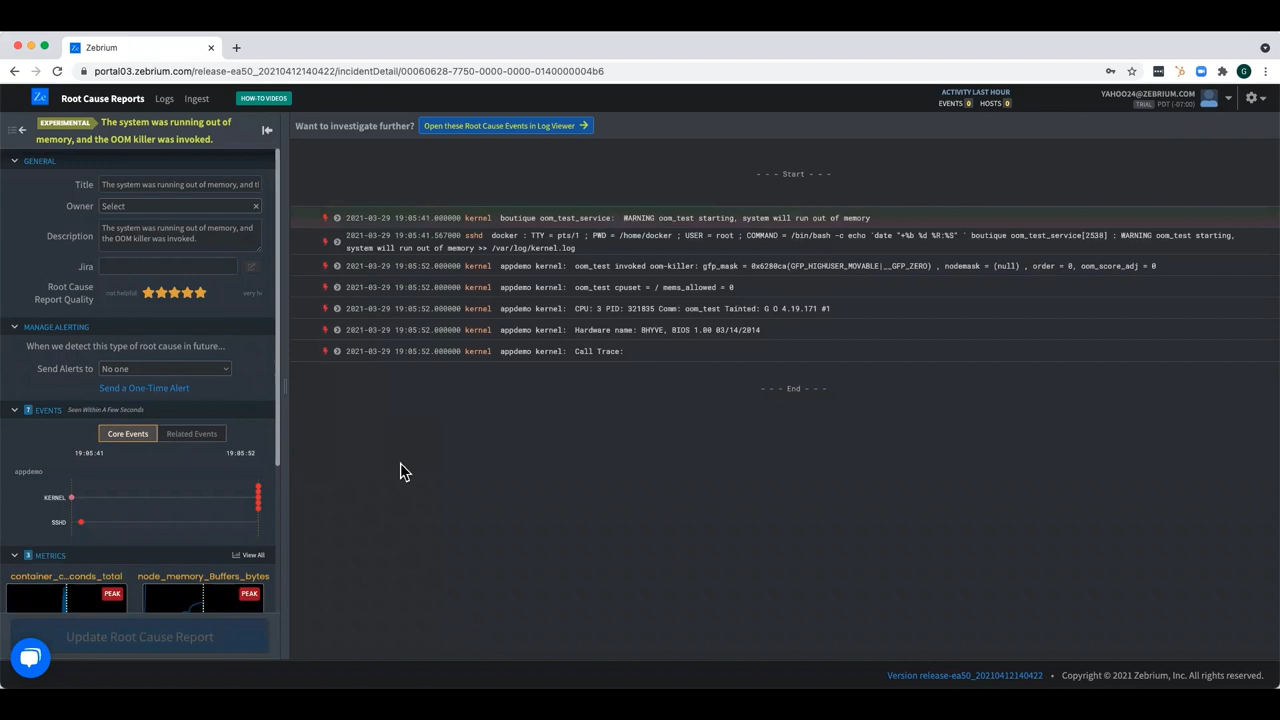 Zebrium
portal03.zebrium.com/release-ea50_20210412140422/incidentDetail/00060628-7750-0000-0000-0140000004b6
G
Ze Root Cause Reports Logs Ingest HOW-TO VIDEOS
ACTIVITY LAST HOUR
EVENTS 0 HOSTS 0
YAHOO24@ZEBRIUM.COM
TRIAL PDT (-07:00)
EXPERIMENTAL The system was running out of
memory, and the OOM killer was invoked.
Want to investigate further? Open these Root Cause Events in Log Viewer
GENERAL
Title The system was running out of memory, and tl
Owner Select
Description The system was running out of memory, and
the OOM killer was invoked.
Jira
Root Cause
Report Quality
not helpful very h
MANAGE ALERTING
When we detect this type of root cause in future...
Send Alerts to No one
Send a One-Time Alert
7 EVENTS Seen Within A Few Seconds
Core Events Related Events
19:05:41 19:05:52
appdemo
KERNEL
SSHD
3 METRICS View All
container_c...conds_total node_memory_Buffers_bytes
PEAK PEAK
Update Root Cause Report
- - - Start - - -
2021-03-29 19:05:41.000000 kernel boutique oom_test_service: WARNING oom_test starting, system will run out of memory
2021-03-29 19:05:41.567000 sshd docker : TTY = pts/1 ; PWD = /home/docker ; USER = root ; COMMAND = /bin/bash -c echo `date "+%b %d %R:%S" ` boutique oom_test_service[2538] : WARNING oom_test starting,
system will run out of memory >> /var/log/kernel.log
2021-03-29 19:05:52.000000 kernel appdemo kernel: oom_test invoked oom-killer: gfp_mask = 0x6280ca(GFP_HIGHUSER_MOVABLE|__GFP_ZERO) , nodemask = (null) , order = 0, oom_score_adj = 0
2021-03-29 19:05:52.000000 kernel appdemo kernel: oom_test cpuset = / mems_allowed = 0
2021-03-29 19:05:52.000000 kernel appdemo kernel: CPU: 3 PID: 321835 Comm: oom_test Tainted: G O 4.19.171 #1
2021-03-29 19:05:52.000000 kernel appdemo kernel: Hardware name: BHYVE, BIOS 1.00 03/14/2014
2021-03-29 19:05:52.000000 kernel appdemo kernel: Call Trace:
- - - End - - -
Version release-ea50_20210412140422 • Copyright © 2021 Zebrium, Inc. All rights reserved.